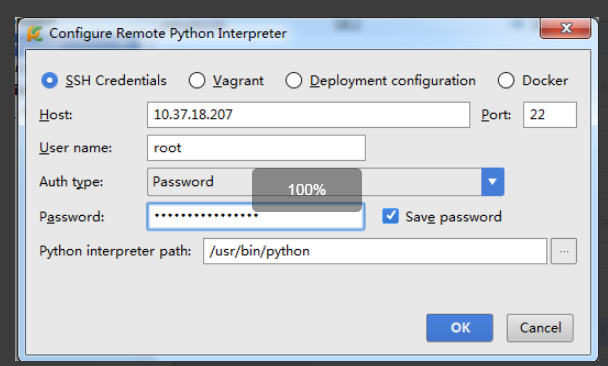 Configure Remote Python Interpreter
SSH Credentials Vagrant Deployment configuration Docker
Host: 10.37.18.207 Port: 22
User name: root
Auth type: Password
100%
Password: •••••••••••••••• Save password
Python interpreter path: /usr/bin/python ...
OK Cancel